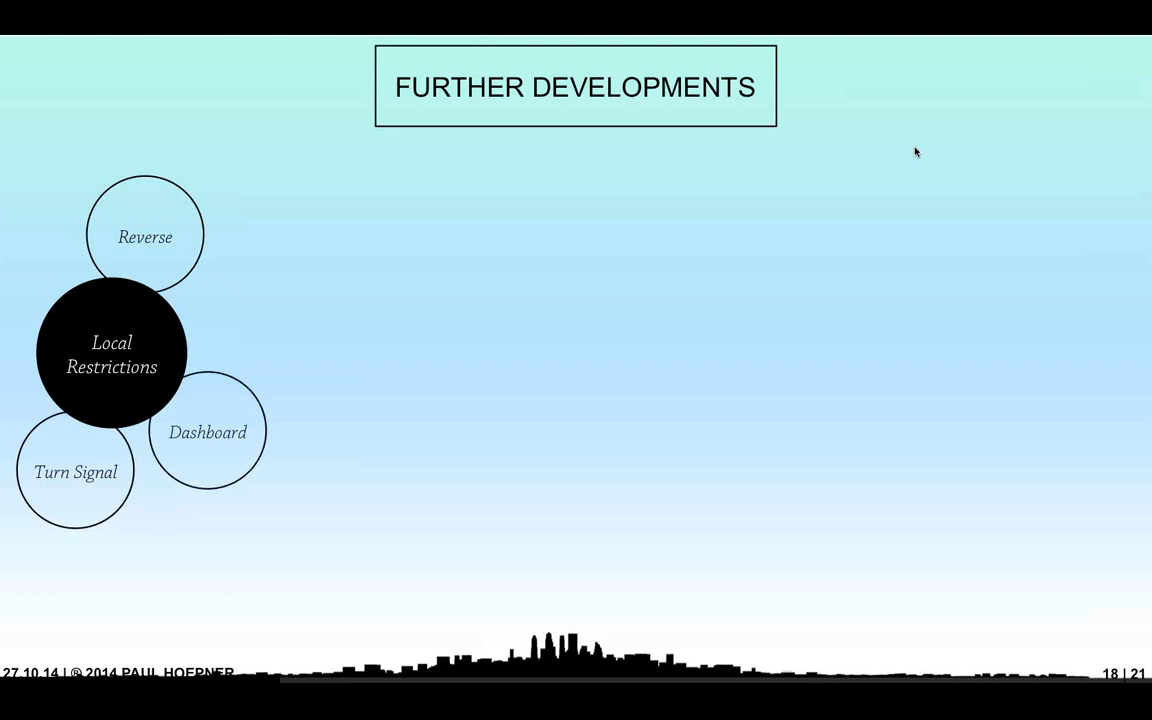 FURTHER DEVELOPMENTS
Reverse
Local
Restrictions
Dashboard
Turn Signal
27.10.14 | © 2014 PAUL HOEPNER
18 | 21